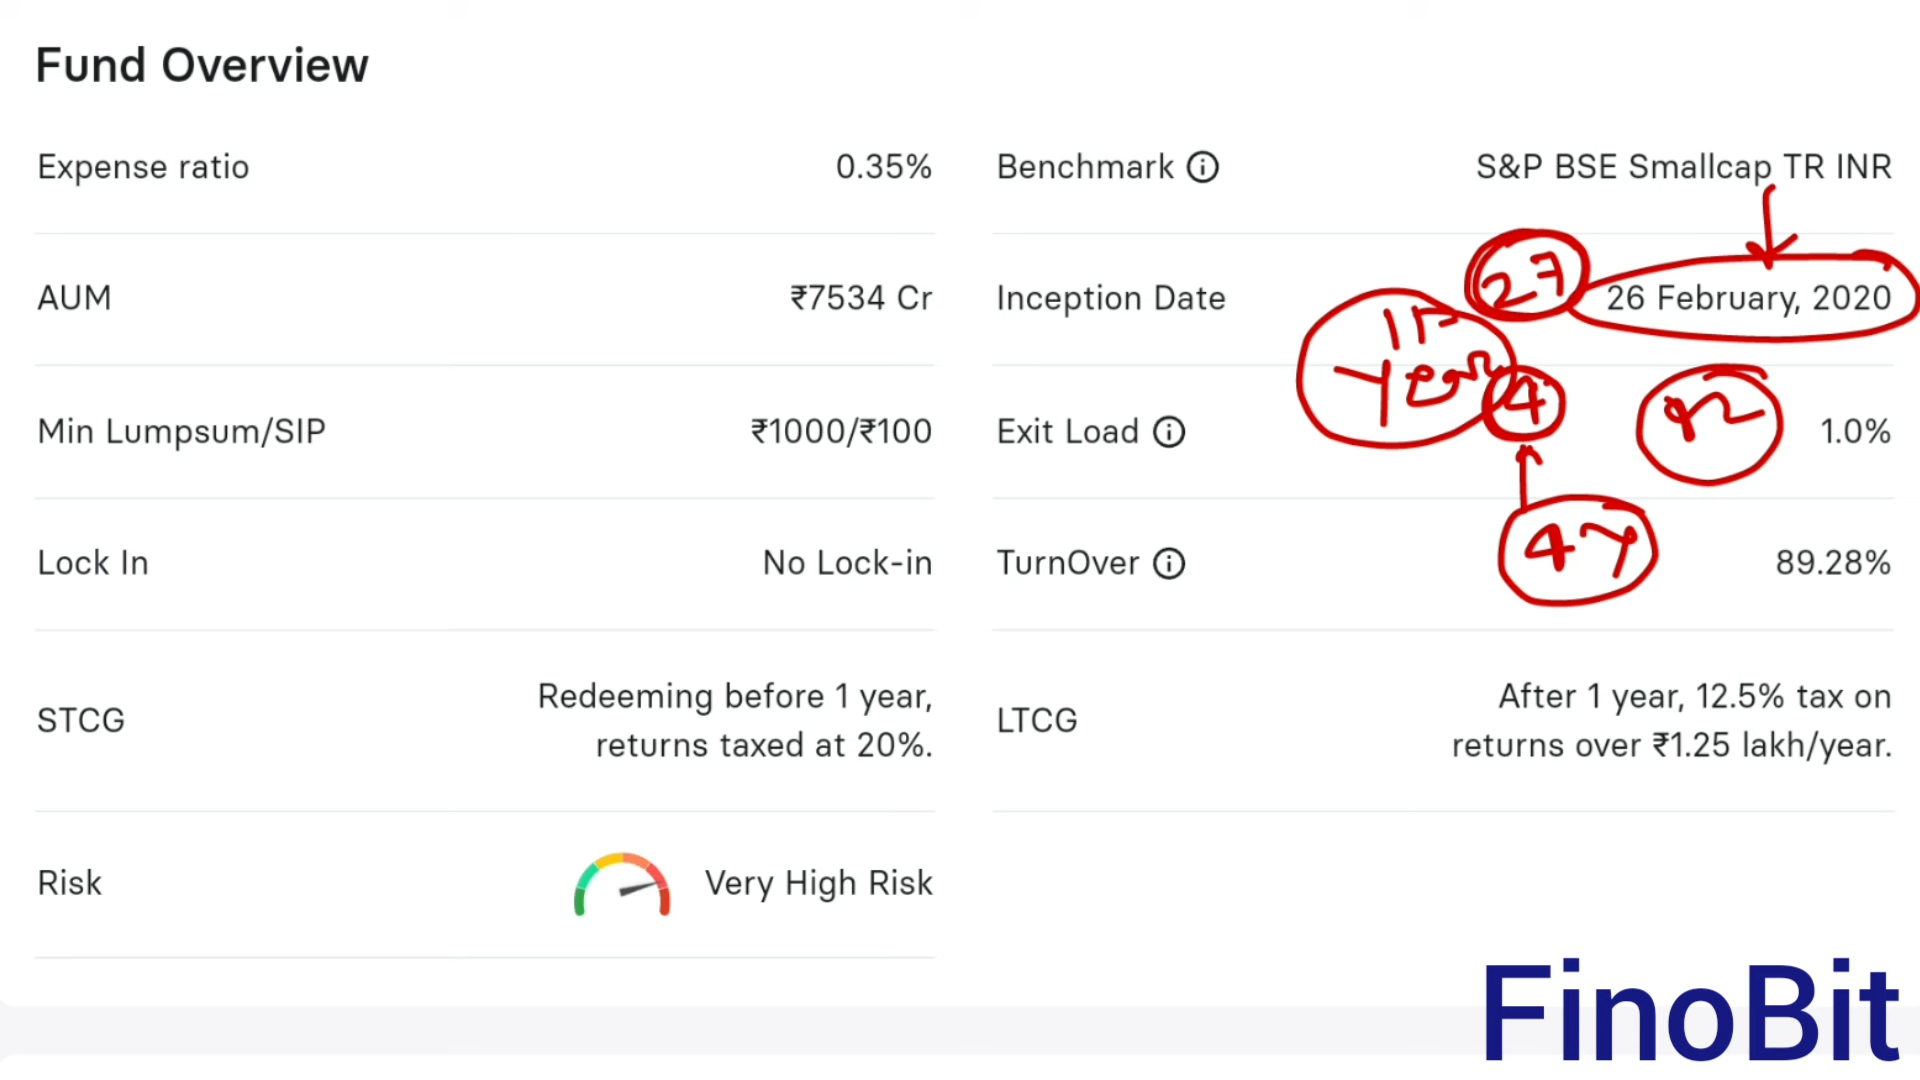 Fund Overview
Expense ratio 0.35%
Benchmark S&P BSE Smallcap TR INR
AUM ₹7534 Cr
Inception Date 27 26 February, 2020
Min Lumpsum/SIP ₹1000/₹100
Year 4
Exit Load 1.0%
Lock In No Lock-in
TurnOver 4Y 89.28%
STCG Redeeming before 1 year,
returns taxed at 20%.
LTCG After 1 year, 12.5% tax on
returns over ₹1.25 lakh/year.
Risk Very High Risk
FinoBit